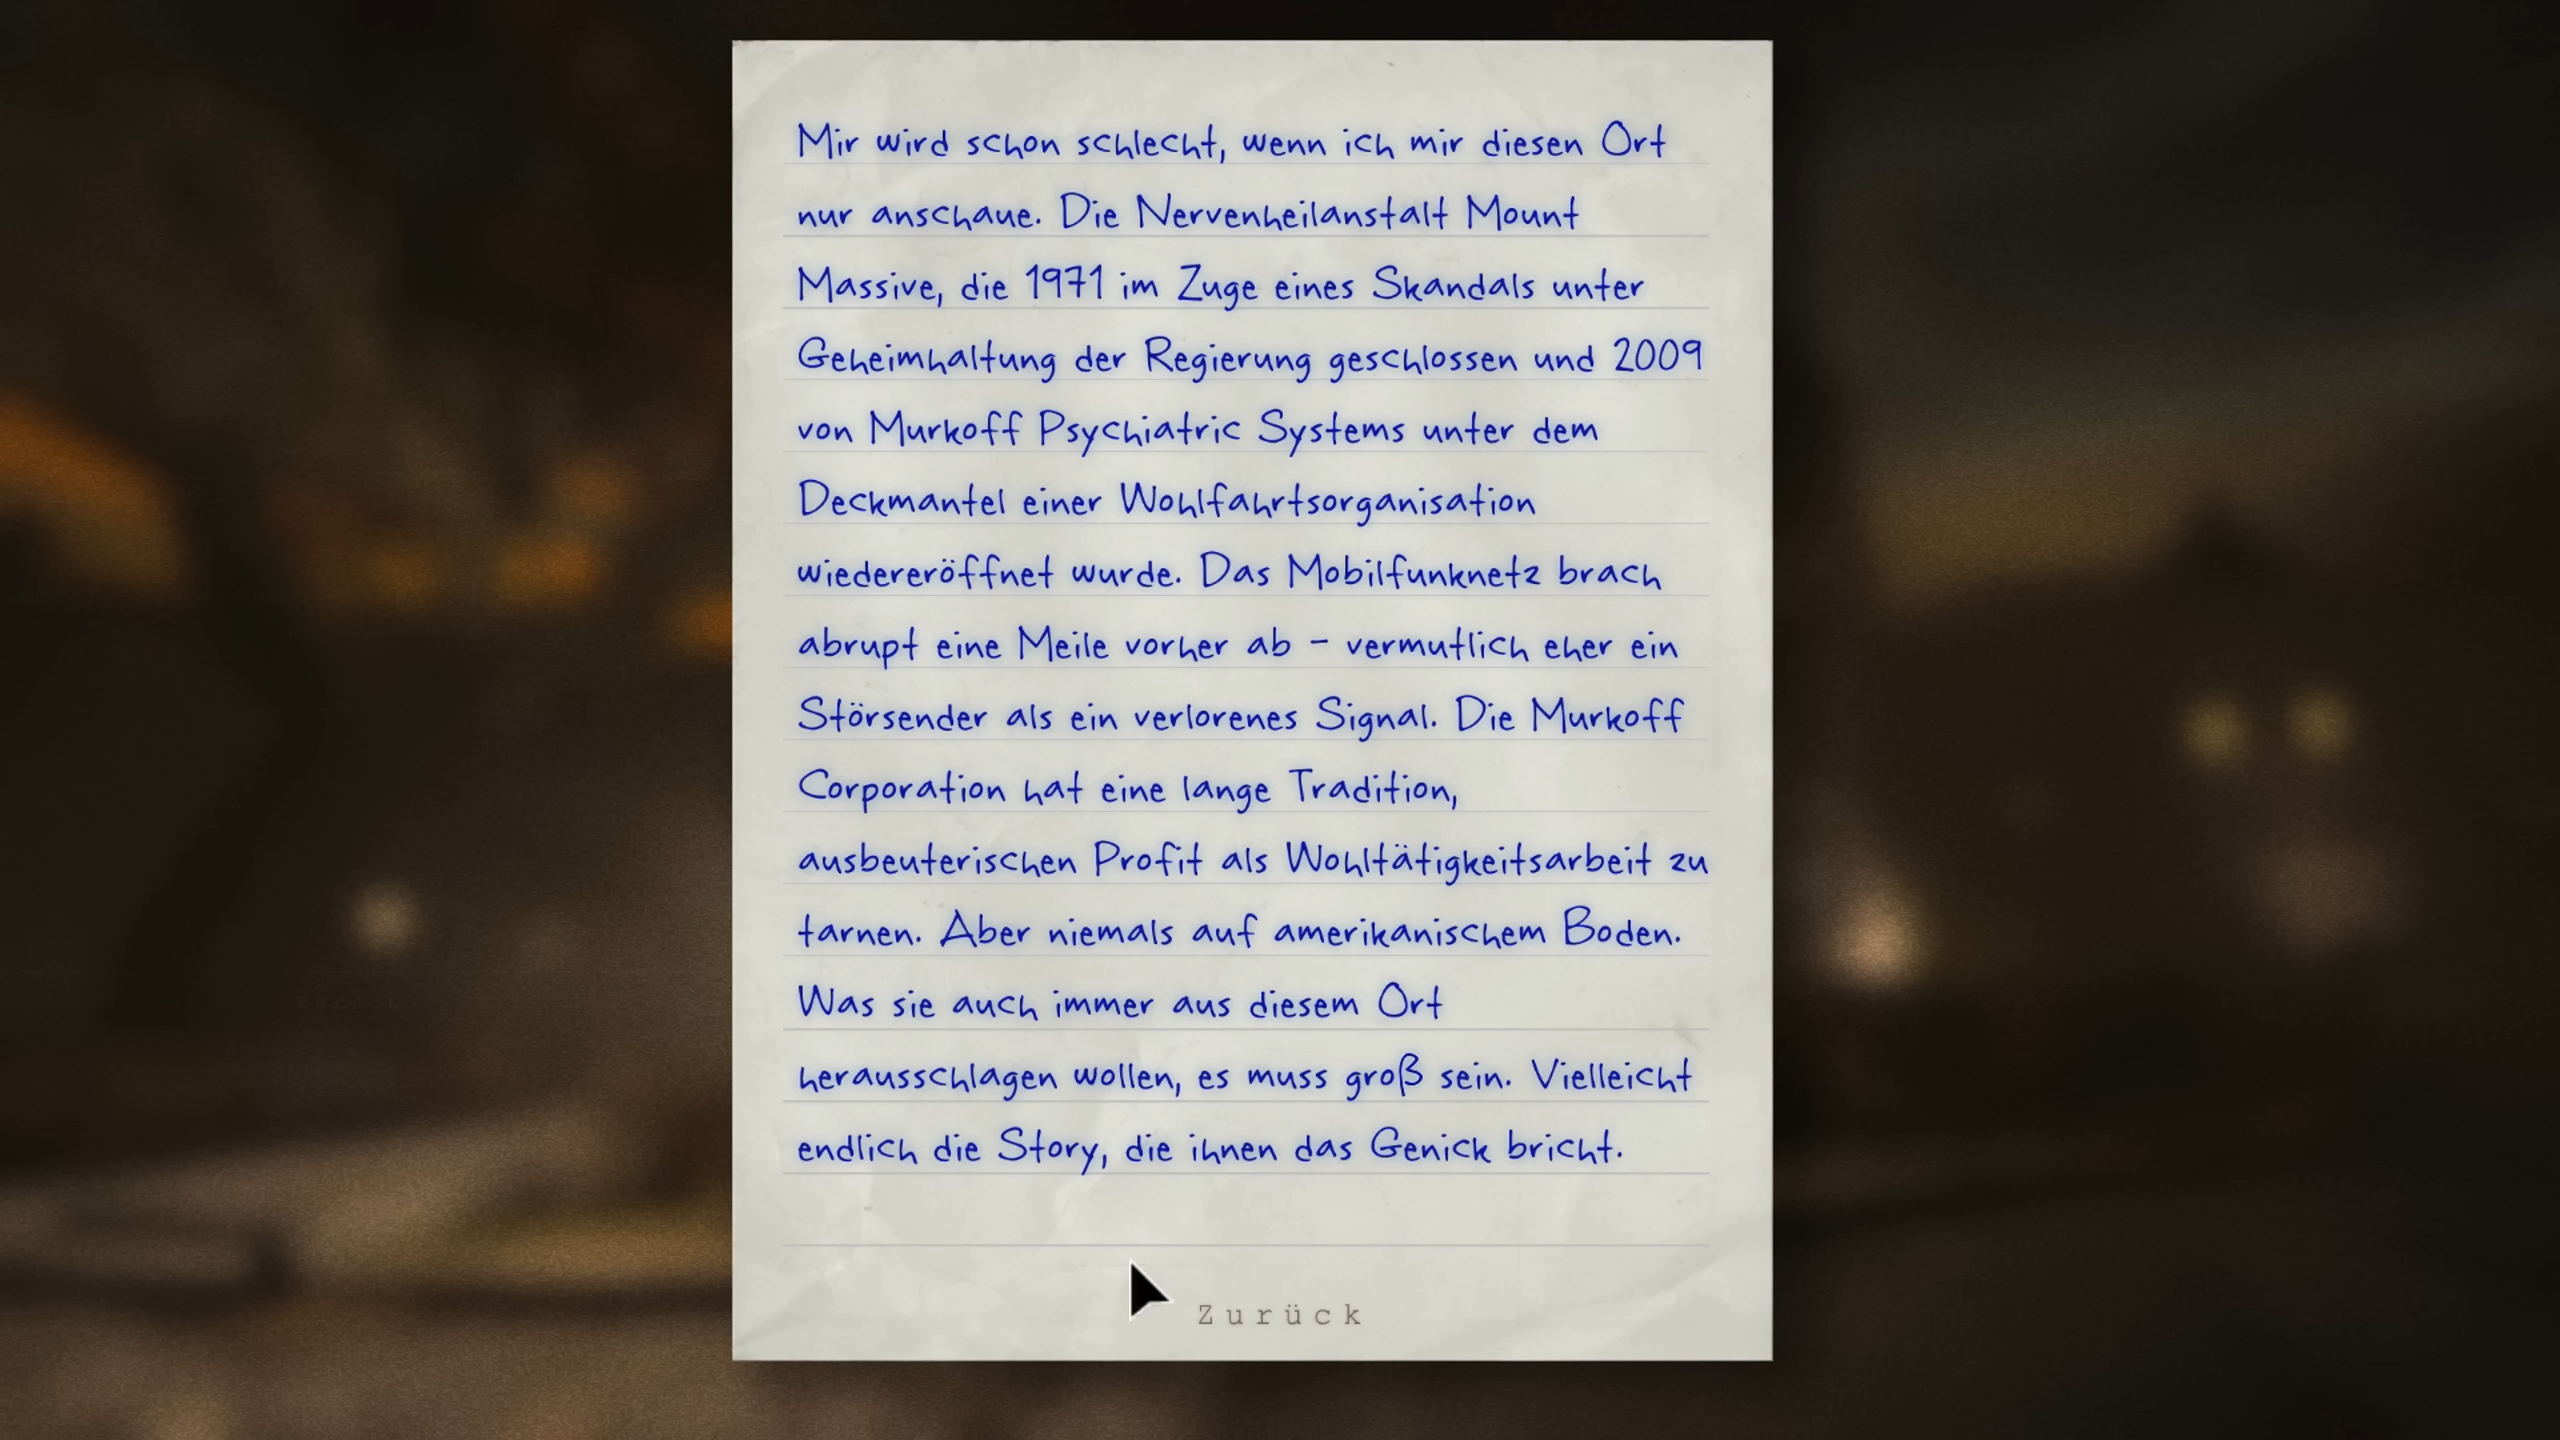 Mir wird schon schlecht, wenn ich mir diesen Ort
nur anschaue. Die Nervenheilanstalt Mount
Massive, die 1971 im Zuge eines Skandals unter
Geheimhaltung der Regierung geschlossen und 2009
von Murkoff Psychiatric Systems unter dem
Deckmantel einer Wohlfahrtsorganisation
wiedereröffnet wurde. Das Mobilfunknetz brach
abrupt eine Meile vorher ab - vermutlich eher ein
Störsender als ein verlorenes Signal. Die Murkoff
Corporation hat eine lange Tradition,
ausbeuterischen Profit als Wohltätigkeitsarbeit zu
tarnen. Aber niemals auf amerikanischem Boden.
Was sie auch immer aus diesem Ort
herausschlagen wollen, es muss groß sein. Vielleicht
endlich die Story, die ihnen das Genick bricht.
Zurück